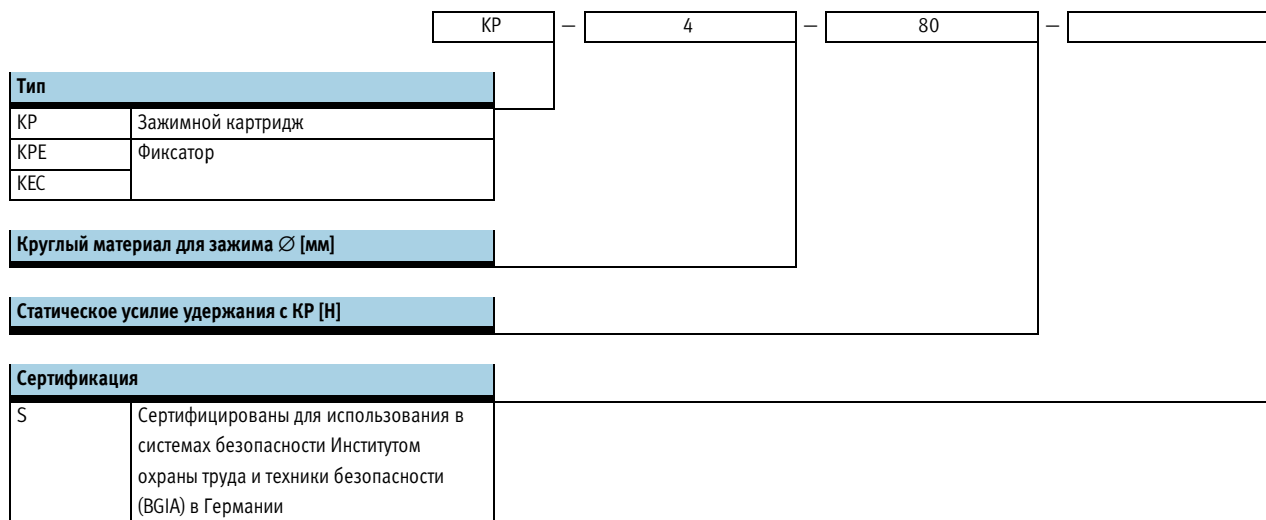 KP – 4 – 80 –
Тип
KP Зажимной картридж
KPE Фиксатор
KEC
Круглый материал для зажима ∅ [мм]
Статическое усилие удержания с КР [Н]
Сертификация
S Сертифицированы для использования в
системах безопасности Институтом
охраны труда и техники безопасности
(BGIA) в Германии